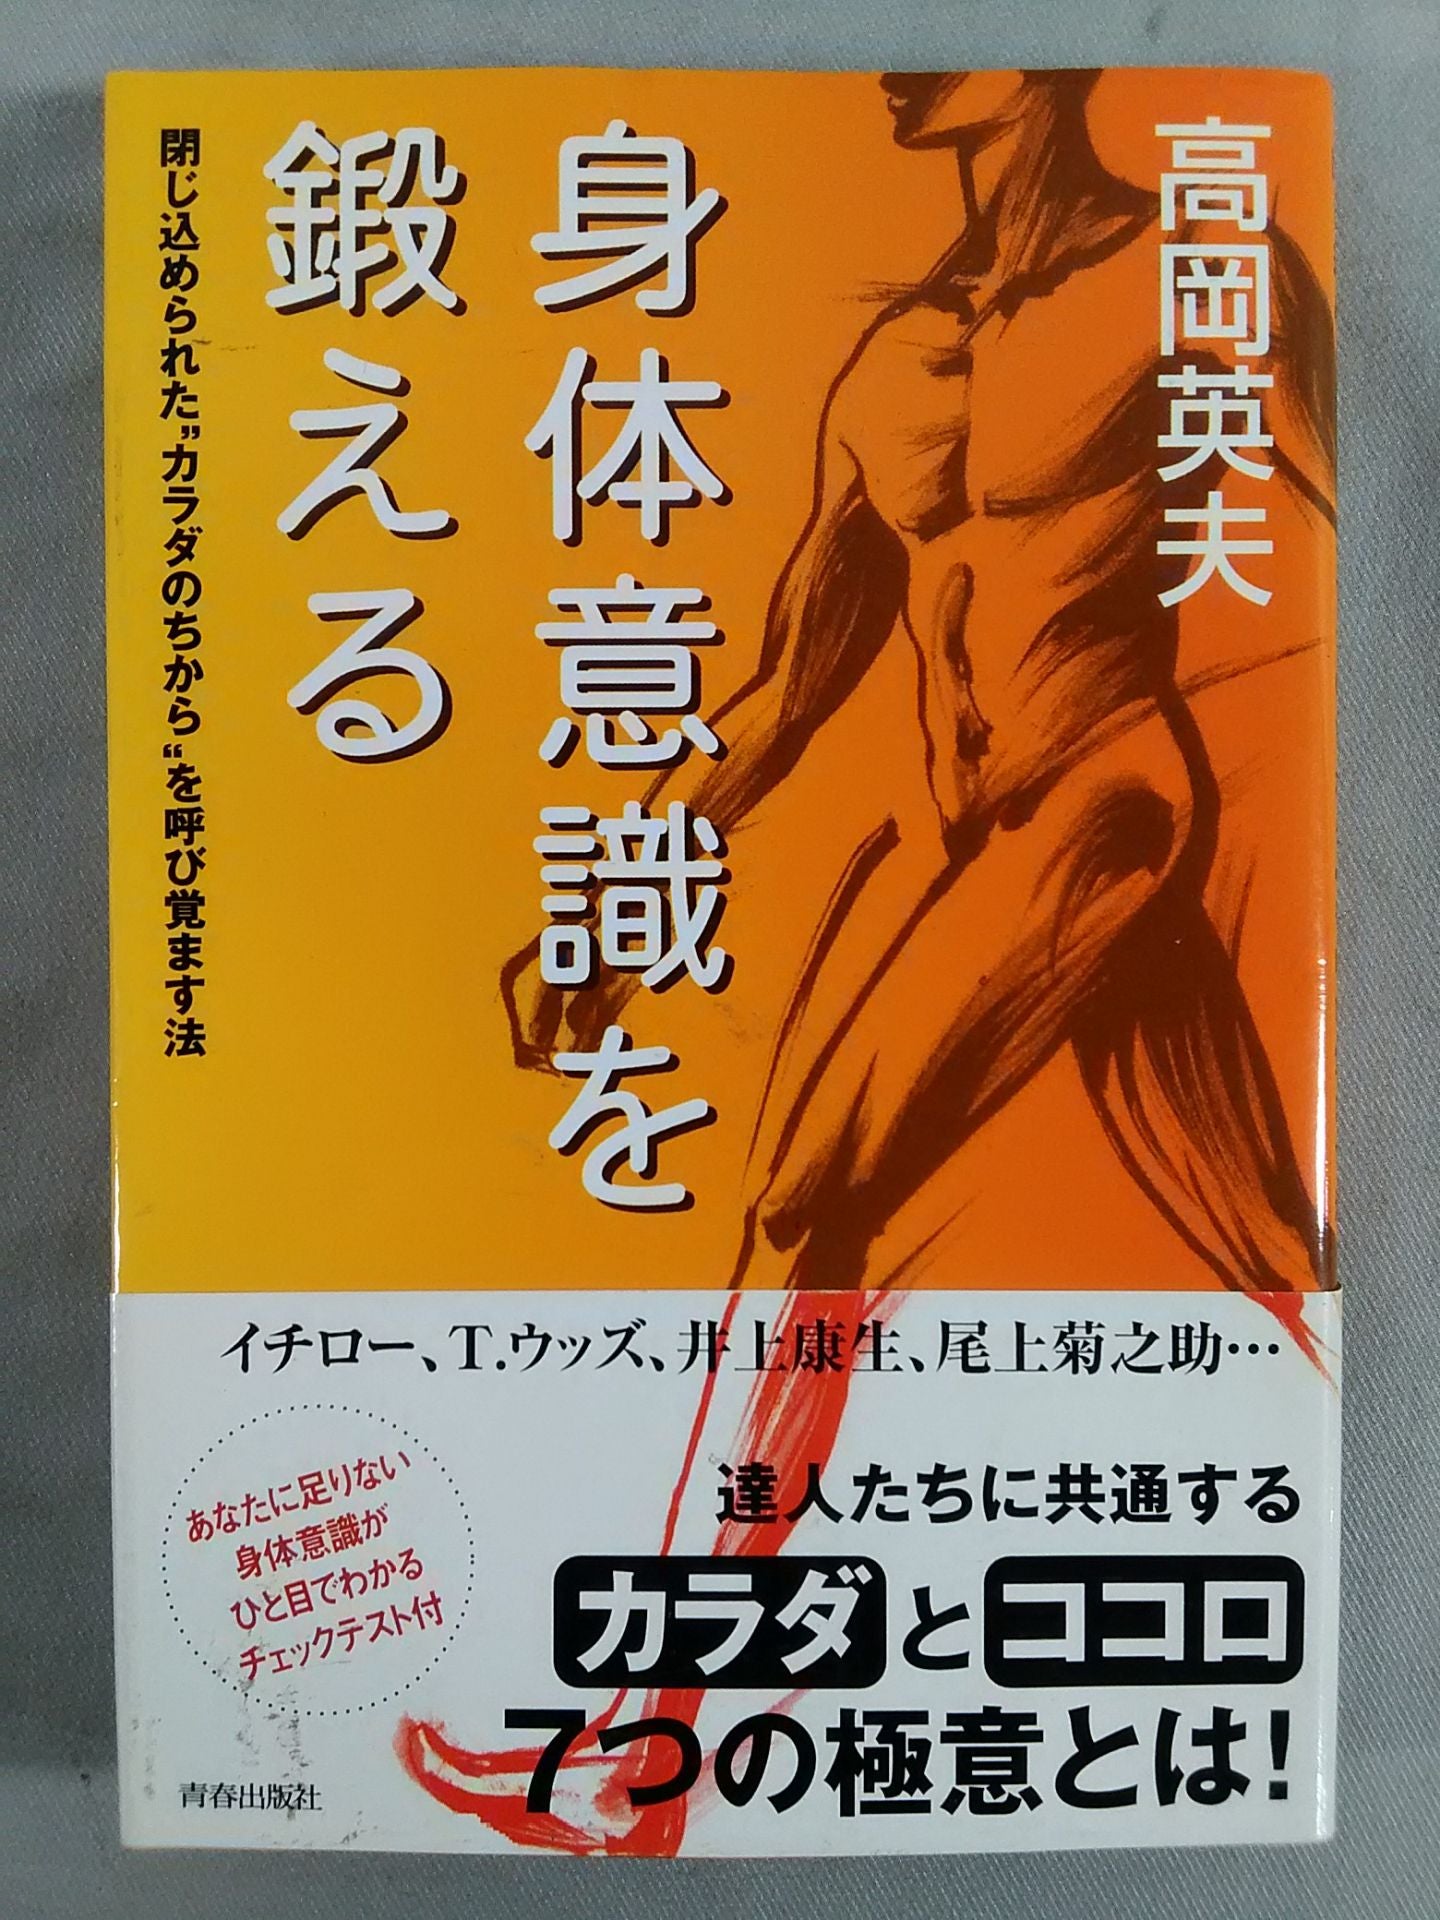 高岡英夫
身体意識を
鍛える
閉じ込められた”カラダのちから“を呼び覚ます法
イチロー、T.ウッズ、井上康生、尾上菊之助…
達人たちに共通する
カラダとココロ
7つの極意とは!
あなたに足りない
身体意識が
ひと目でわかる
チェックテスト付
青春出版社